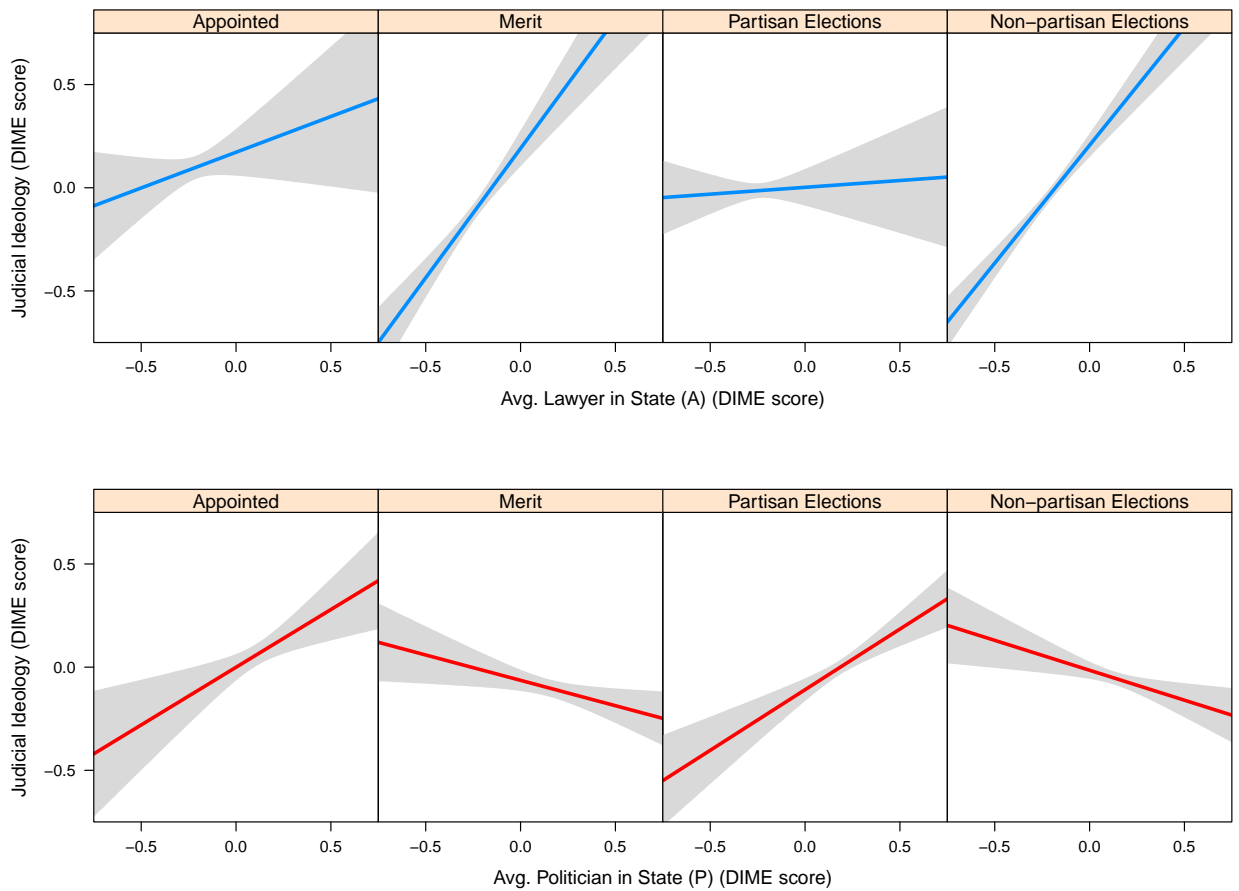 Appointed Merit Partisan Elections Non−partisan Elections
Judicial Ideology (DIME score)
0.5
0.0
−0.5
−0.5 0.0 0.5 −0.5 0.0 0.5 −0.5 0.0 0.5 −0.5 0.0 0.5
Avg. Lawyer in State (A) (DIME score)
Appointed Merit Partisan Elections Non−partisan Elections
Judicial Ideology (DIME score)
0.5
0.0
−0.5
−0.5 0.0 0.5 −0.5 0.0 0.5 −0.5 0.0 0.5 −0.5 0.0 0.5
Avg. Politician in State (P) (DIME score)